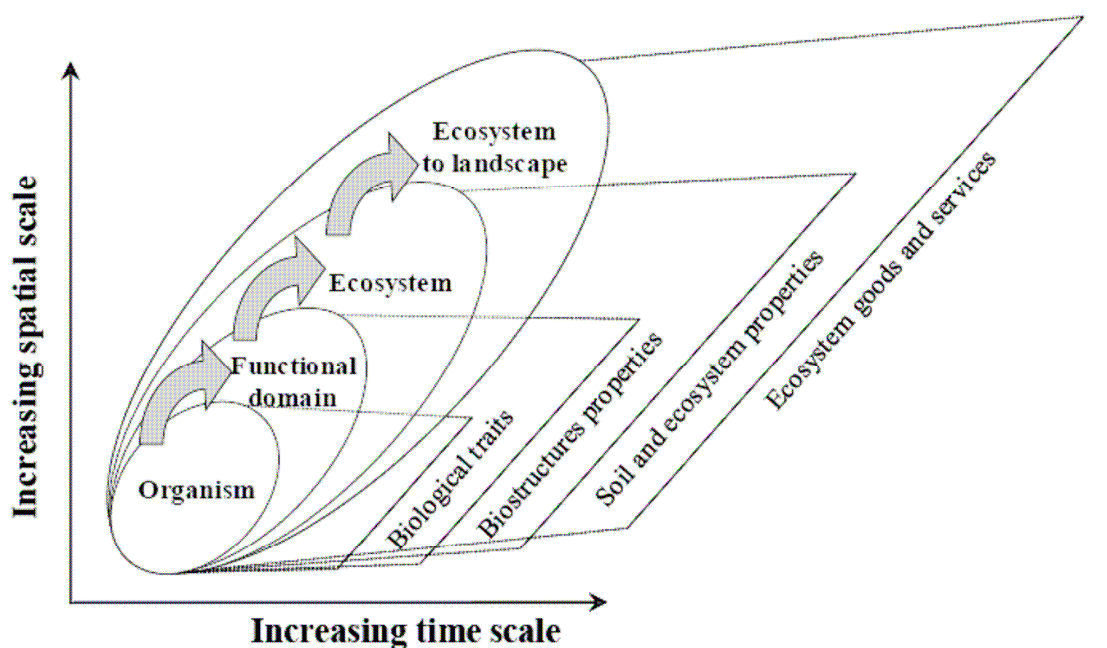 Increasing spatial scale
Ecosystem
to landscape
Ecosystem
Functional
domain
Organism
Biological traits
Biostructures properties
Soil and ecosystem properties
Ecosystem goods and services
Increasing time scale